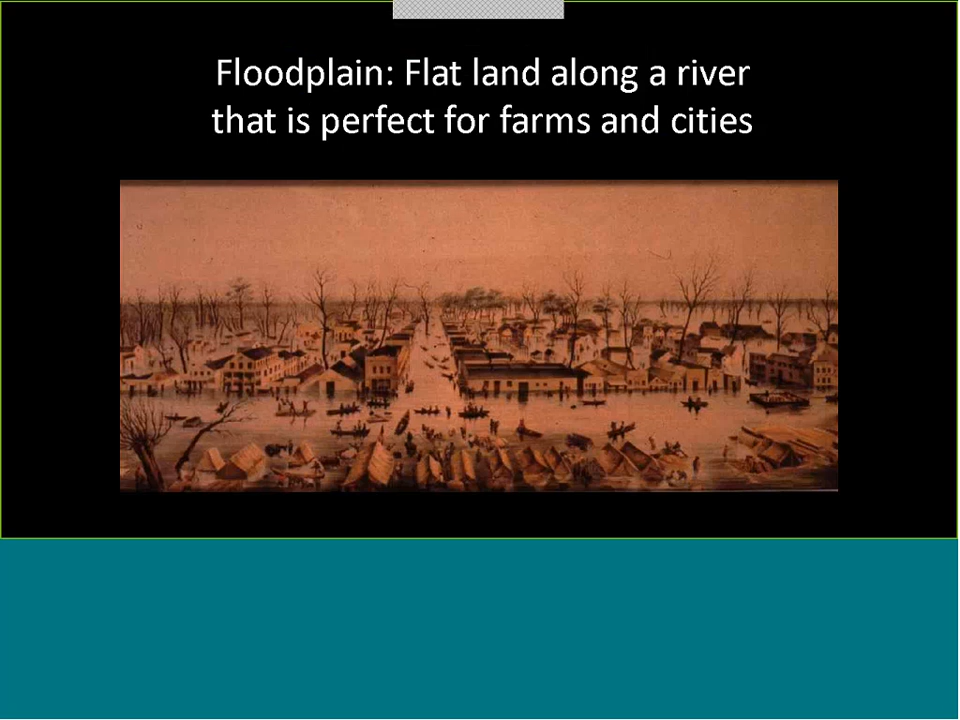 Floodplain: Flat land along a river
that is perfect for farms and cities